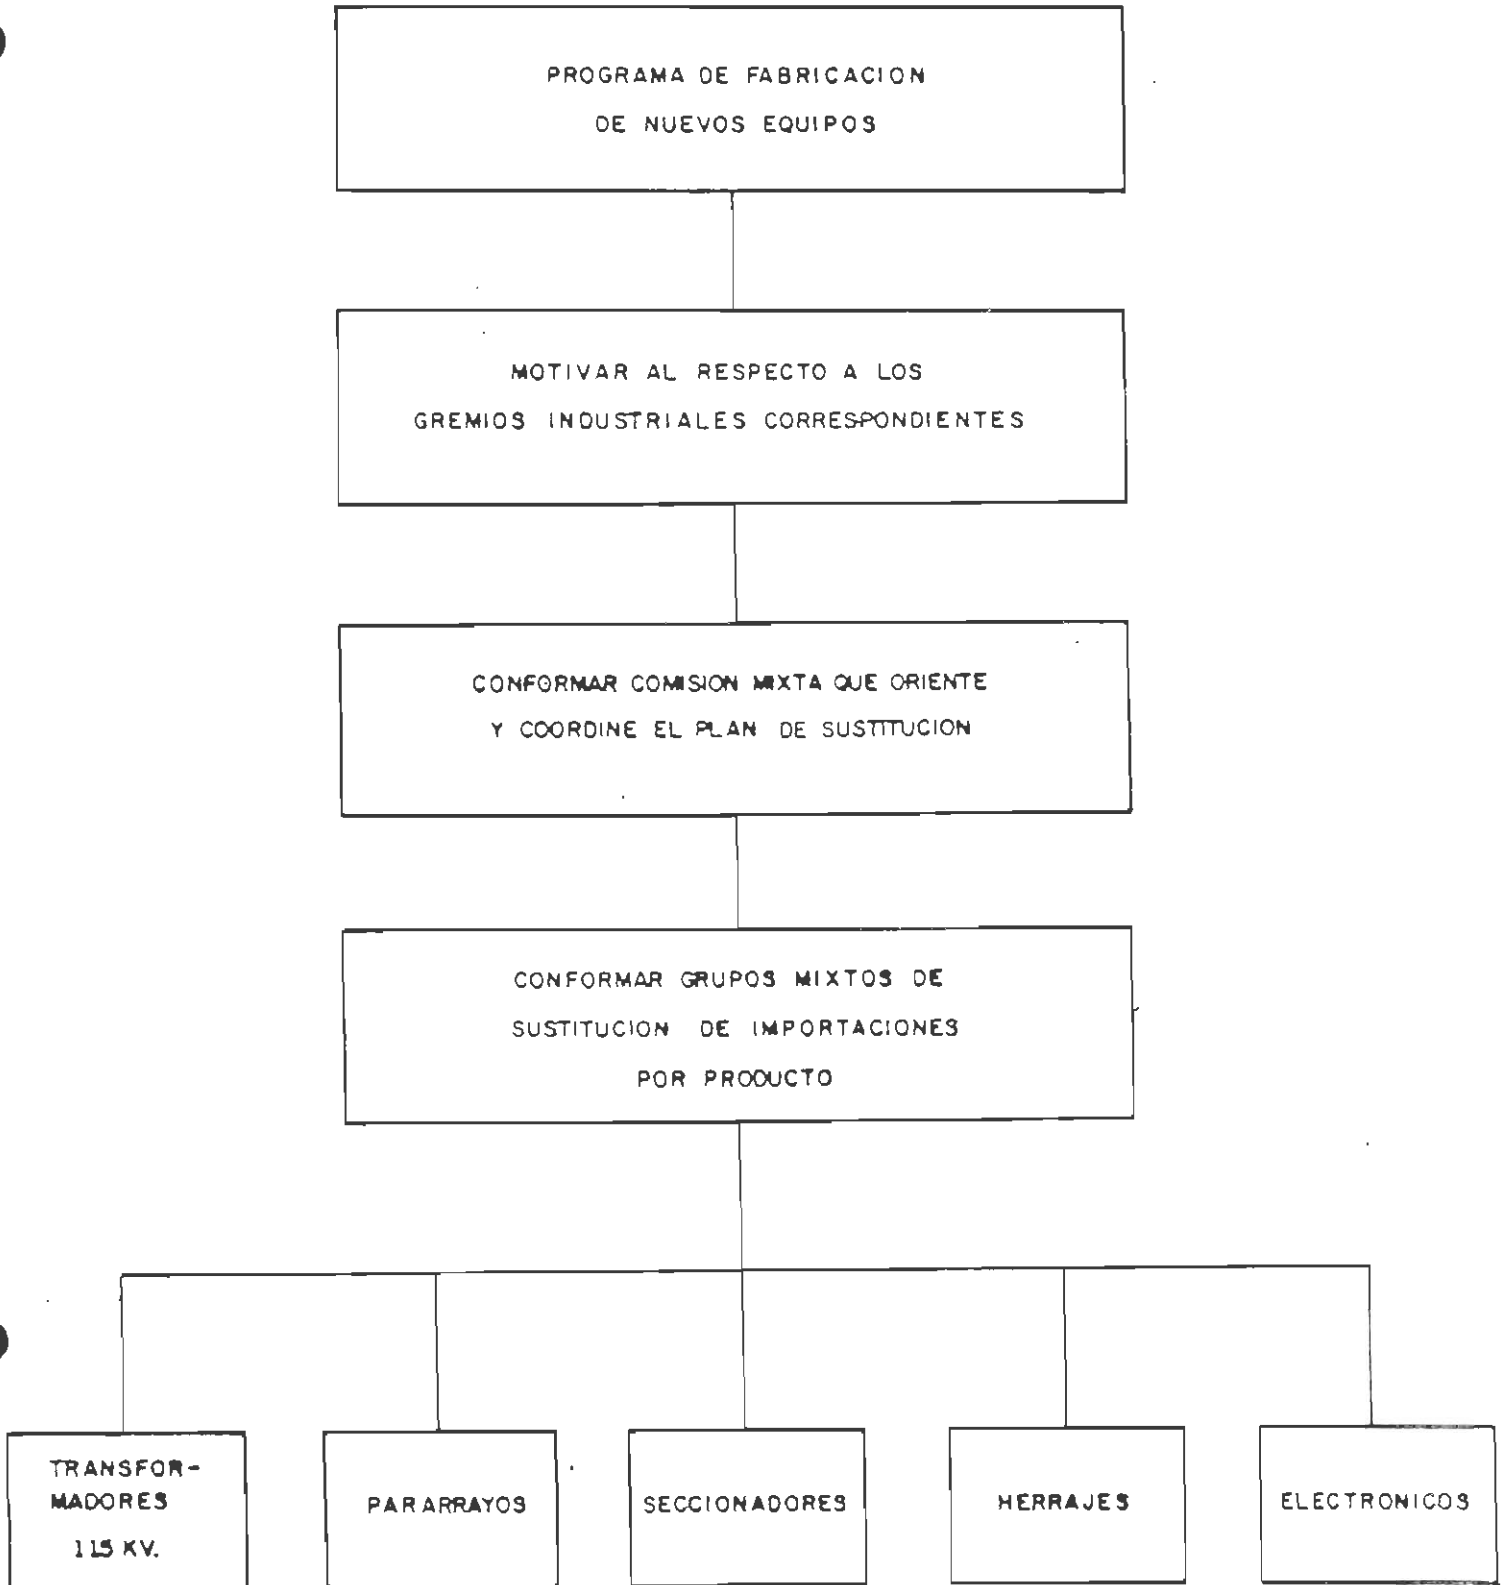 PROGRAMA DE FABRICACION
DE NUEVOS EQUIPOS
MOTIVAR AL RESPECTO A LOS
GREMIOS INDUSTRIALES CORRESPONDIENTES
CONFORMAR COMISION MIXTA QUE ORIENTE
Y COORDINE EL PLAN DE SUSTITUCION
CONFORMAR GRUPOS MIXTOS DE
SUSTITUCION DE IMPORTACIONES
POR PRODUCTO
TRANSFOR-
MADORES
115 KV.
PARARRAYOS
SECCIONADORES
HERRAJES
ELECTRONICOS